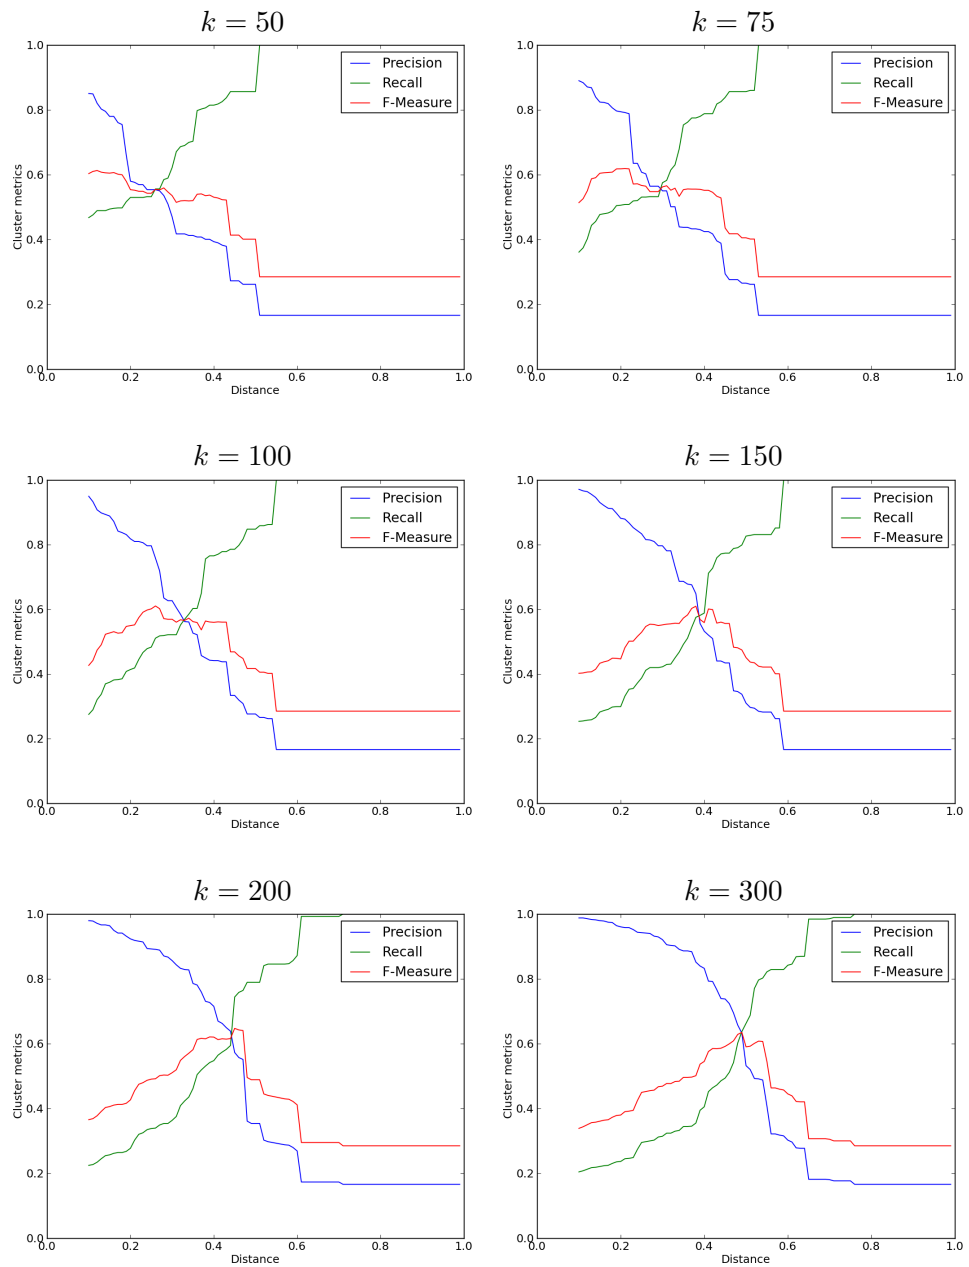 k = 50
1.0
0.8
0.6
0.4
0.2
0.0
Cluster metrics
Precision
Recall
F-Measure
0.0 0.2 0.4 0.6 0.8 1.0
Distance
k = 75
1.0
0.8
0.6
0.4
0.2
0.0
Cluster metrics
Precision
Recall
F-Measure
0.0 0.2 0.4 0.6 0.8 1.0
Distance
k = 100
1.0
0.8
0.6
0.4
0.2
0.0
Cluster metrics
Precision
Recall
F-Measure
0.0 0.2 0.4 0.6 0.8 1.0
Distance
k = 150
1.0
0.8
0.6
0.4
0.2
0.0
Cluster metrics
Precision
Recall
F-Measure
0.0 0.2 0.4 0.6 0.8 1.0
Distance
k = 200
1.0
0.8
0.6
0.4
0.2
0.0
Cluster metrics
Precision
Recall
F-Measure
0.0 0.2 0.4 0.6 0.8 1.0
Distance
k = 300
1.0
0.8
0.6
0.4
0.2
0.0
Cluster metrics
Precision
Recall
F-Measure
0.0 0.2 0.4 0.6 0.8 1.0
Distance